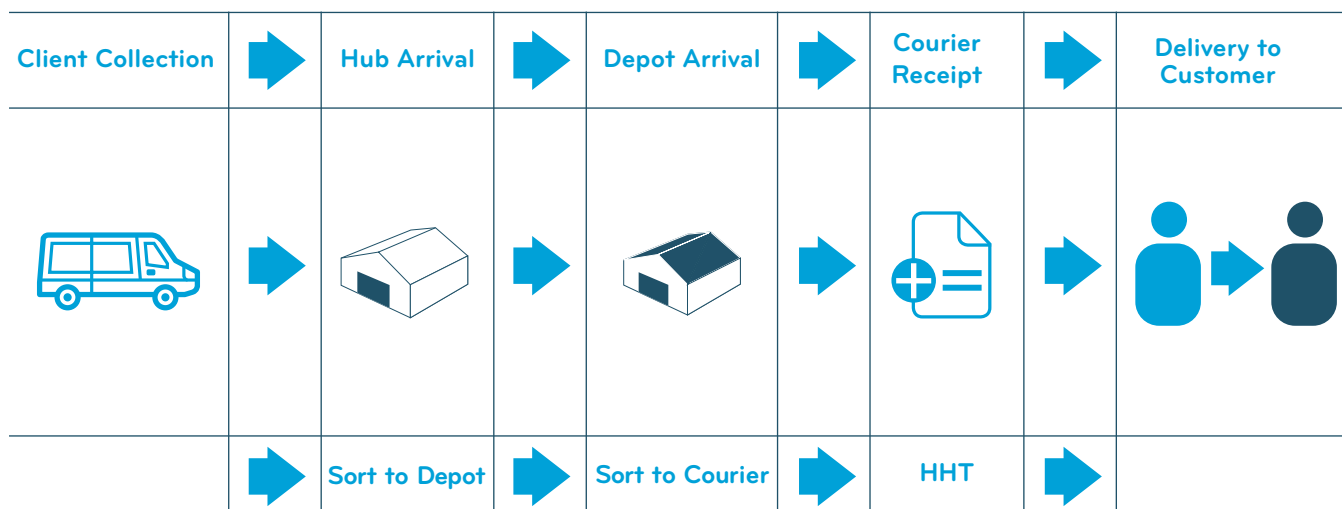 Client Collection
Hub Arrival
Depot Arrival
Courier
Receipt
Delivery to
Customer
Sort to Depot
Sort to Courier
HHT